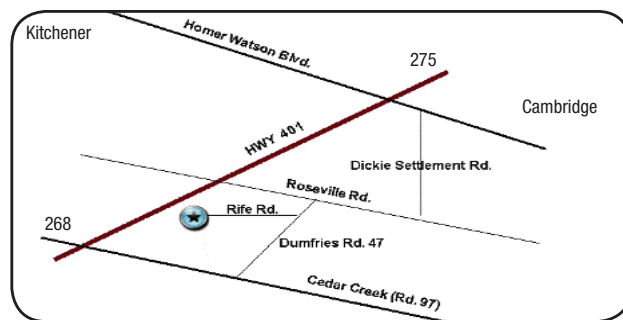 Kitchener
Homer Watson Blvd.
275
Cambridge
HWY 401
Dickie Settlement Rd.
Roseville Rd.
Rife Rd.
268
Dumfries Rd. 47
Cedar Creek (Rd. 97)